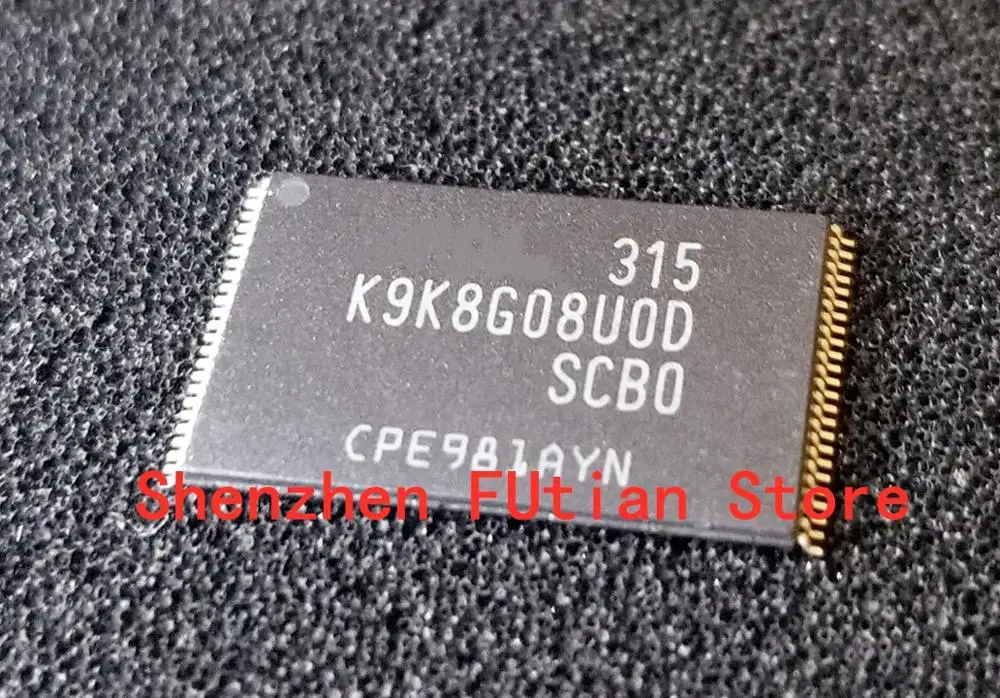 315
K9K8G08U0D
SCB0
CPE981AYN
Shenzhen FUtian Store